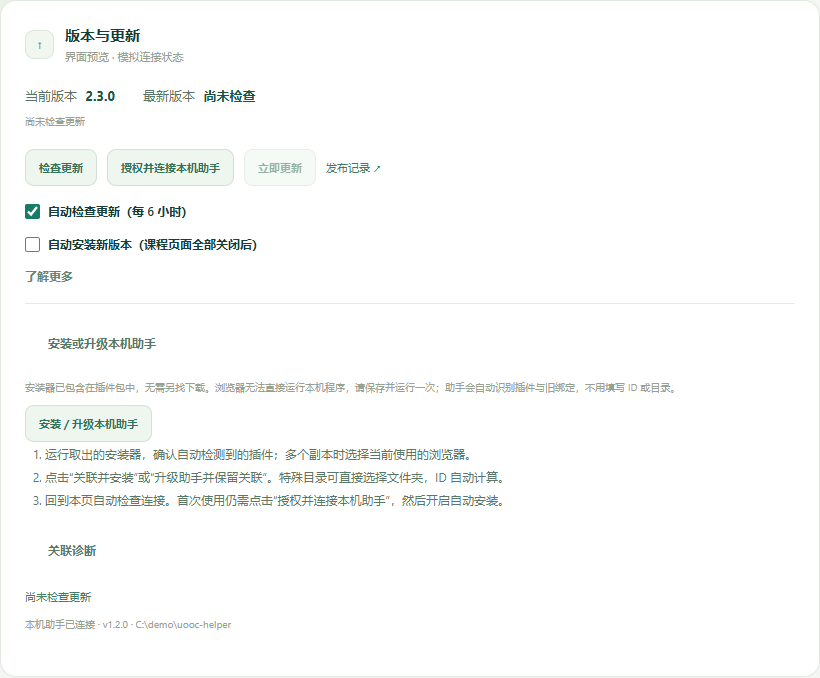 ↑
版本与更新
界面预览 · 模拟连接状态
当前版本 2.3.0 最新版本 尚未检查
尚未检查更新
检查更新 授权并连接本机助手 立即更新 发布记录 ↗
自动检查更新（每 6 小时）
自动安装新版本（课程页面全部关闭后）
了解更多
安装或升级本机助手
安装器已包含在插件包中，无需另找下载。浏览器无法直接运行本机程序，请保存并运行一次；助手会自动识别插件与旧绑定，不用填写 ID 或目录。
安装 / 升级本机助手
1. 运行取出的安装器，确认自动检测到的插件；多个副本时选择当前使用的浏览器。
2. 点击“关联并安装”或“升级助手并保留关联”。特殊目录可直接选择文件夹，ID 自动计算。
3. 回到本页自动检查连接。首次使用仍需点击“授权并连接本机助手”，然后开启自动安装。
关联诊断
尚未检查更新
本机助手已连接 · v1.2.0 · C:\demo\uooc-helper